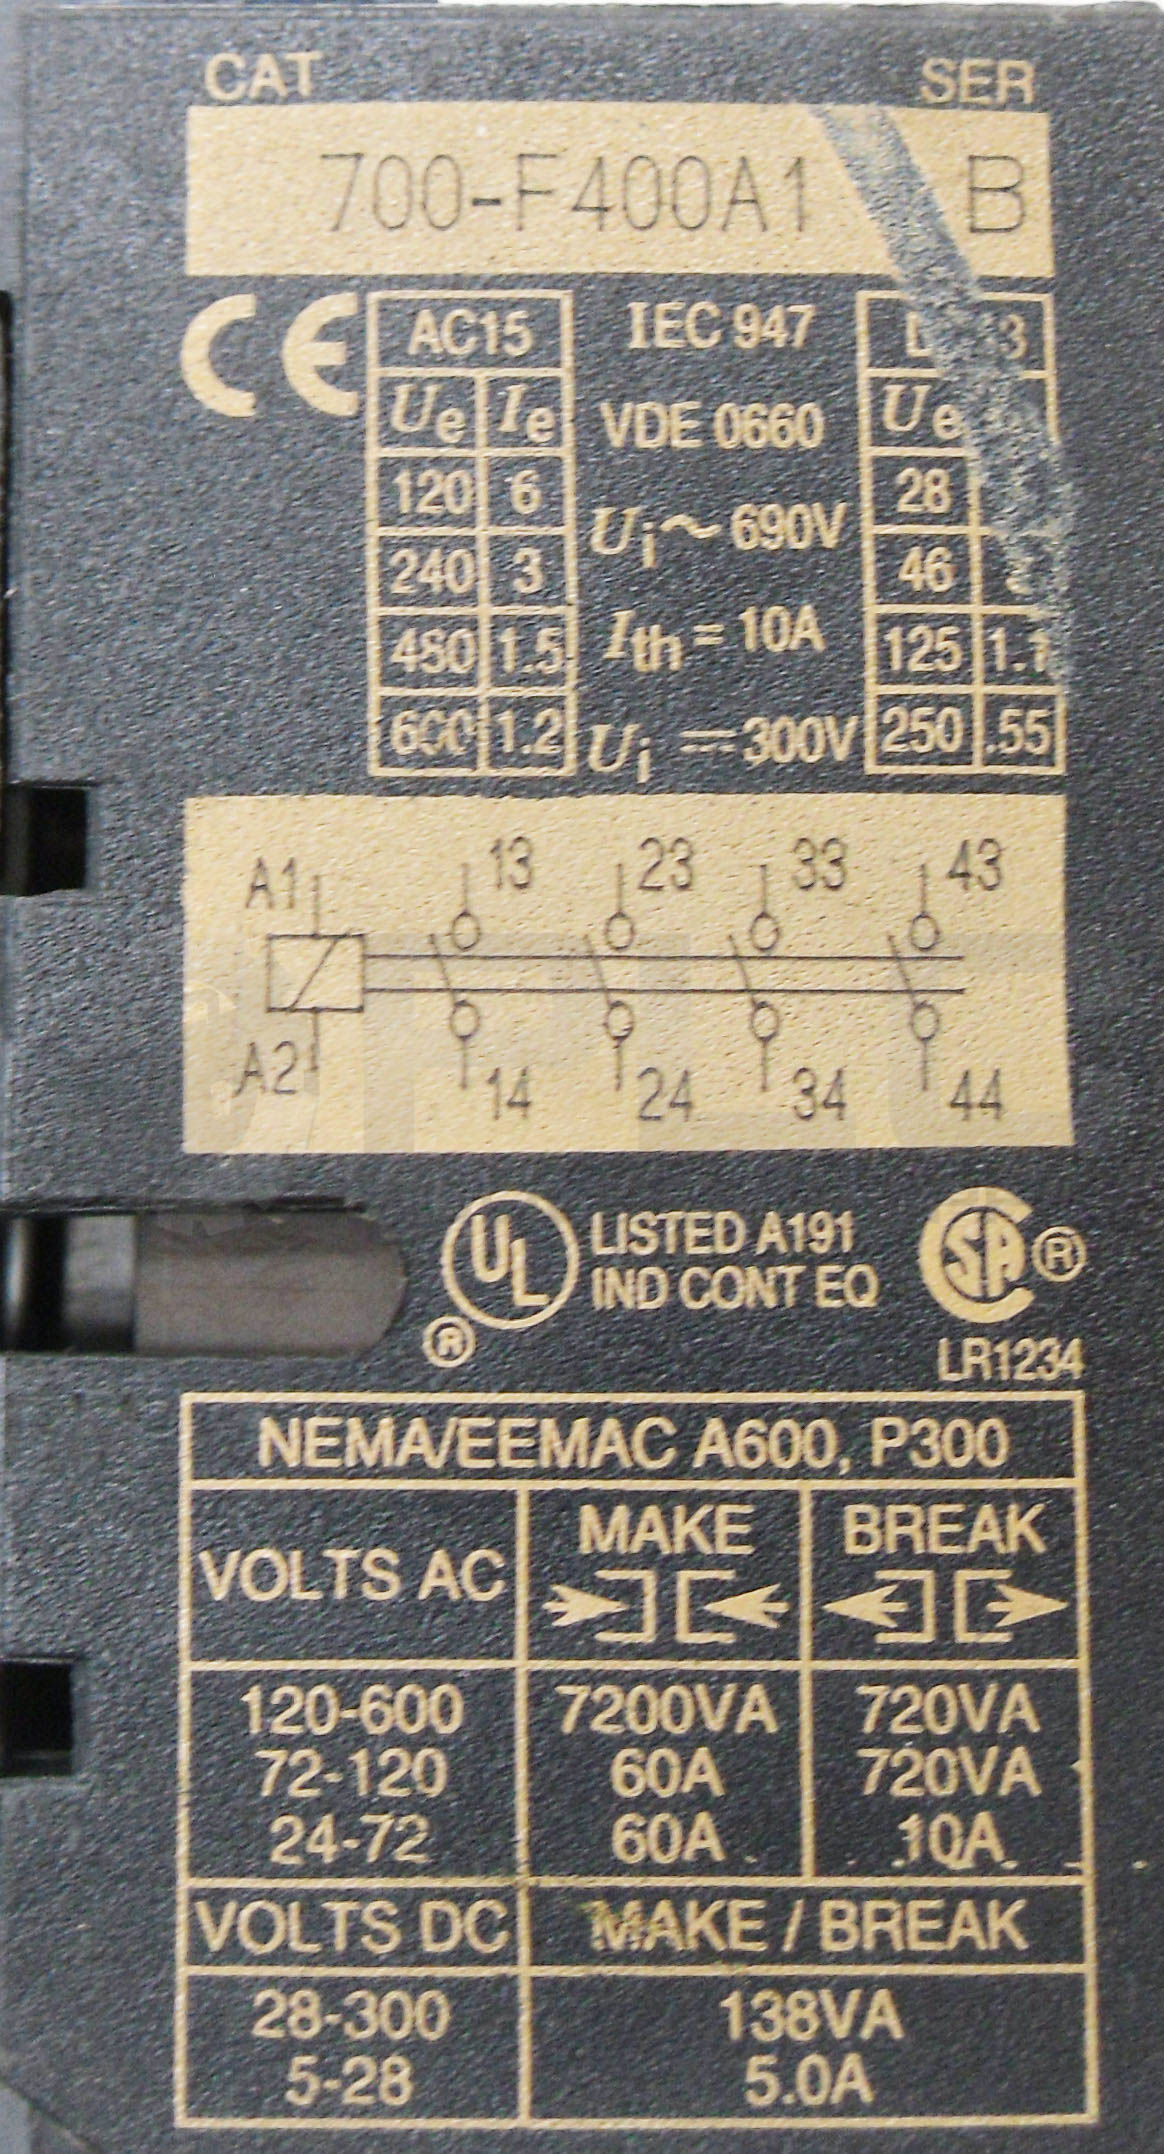 CAT SER
700-F400A1 B
CE
AC15
Ue Ie
120 6
240 3
480 1.5
600 1.2
IEC 947
VDE 0660
Ui ~ 690V
Ith = 10A
Ui ⎓ 300V
Ue
28
46
125 1.1
250 .55
A1 13 23 33 43
A2 14 24 34 44
UL ® LISTED A191
IND CONT EQ
CSA ®
LR1234
NEMA/EEMAC A600, P300
VOLTS AC MAKE BREAK
120-600 7200VA 720VA
72-120 60A 720VA
24-72 60A 10A
VOLTS DC MAKE / BREAK
28-300 138VA
5-28 5.0A